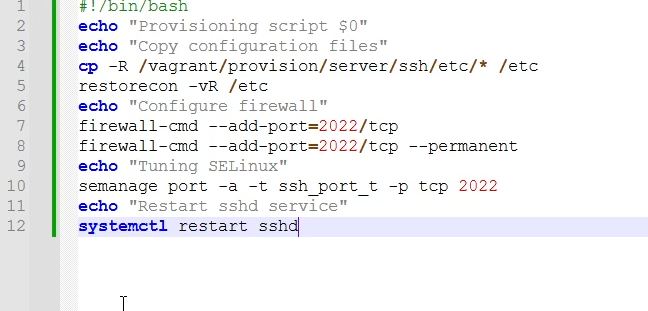 1 #!/bin/bash
2 echo "Provisioning script $0"
3 echo "Copy configuration files"
4 cp -R /vagrant/provision/server/ssh/etc/* /etc
5 restorecon -vR /etc
6 echo "Configure firewall"
7 firewall-cmd --add-port=2022/tcp
8 firewall-cmd --add-port=2022/tcp --permanent
9 echo "Tuning SELinux"
10 semanage port -a -t ssh_port_t -p tcp 2022
11 echo "Restart sshd service"
12 systemctl restart sshd